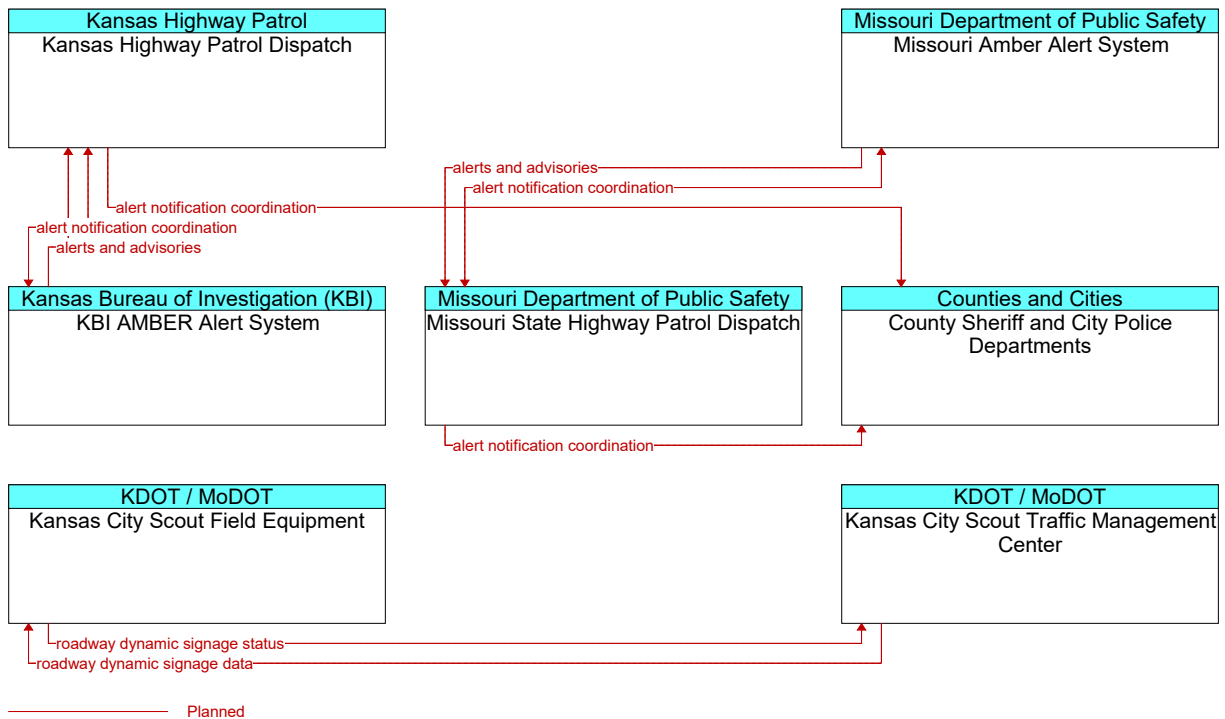 Kansas Highway Patrol
Kansas Highway Patrol Dispatch
Missouri Department of Public Safety
Missouri Amber Alert System
alerts and advisories
alert notification coordination
alert notification coordination
alert notification coordination
alerts and advisories
Kansas Bureau of Investigation (KBI)
KBI AMBER Alert System
Missouri Department of Public Safety
Missouri State Highway Patrol Dispatch
Counties and Cities
County Sheriff and City Police
Departments
alert notification coordination
KDOT / MoDOT
Kansas City Scout Field Equipment
KDOT / MoDOT
Kansas City Scout Traffic Management
Center
roadway dynamic signage status
roadway dynamic signage data
Planned